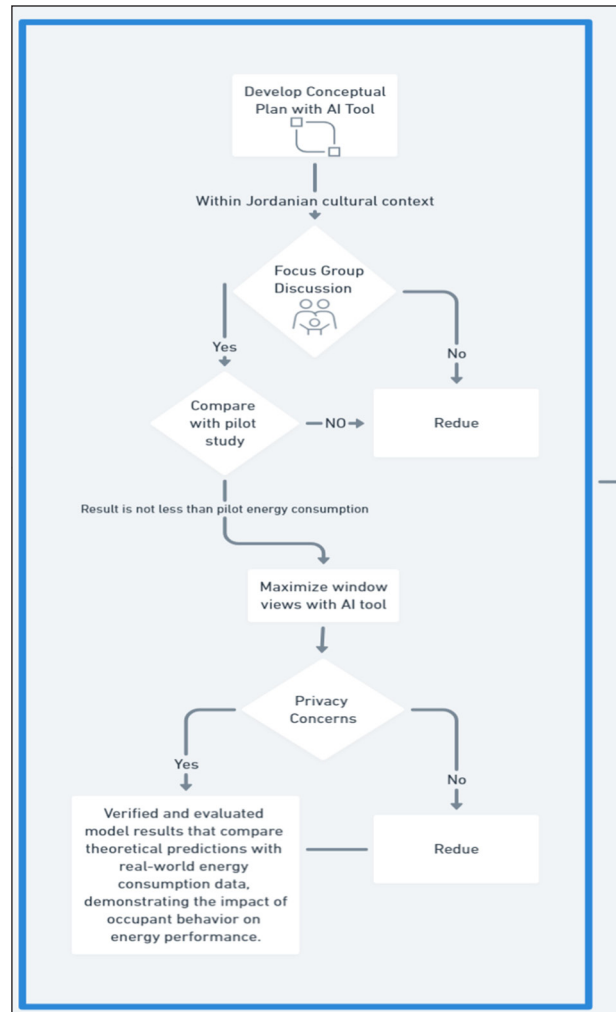 Develop Conceptual
Plan with AI Tool
Within Jordanian cultural context
Focus Group
Discussion
Yes
No
Compare
with pilot
study
NO
Redue
Result is not less than pilot energy consumption
Maximize window
views with AI tool
Privacy
Concerns
Yes
No
Verified and evaluated
model results that compare
theoretical predictions with
real-world energy
consumption data,
demonstrating the impact of
occupant behavior on
energy performance.
Redue